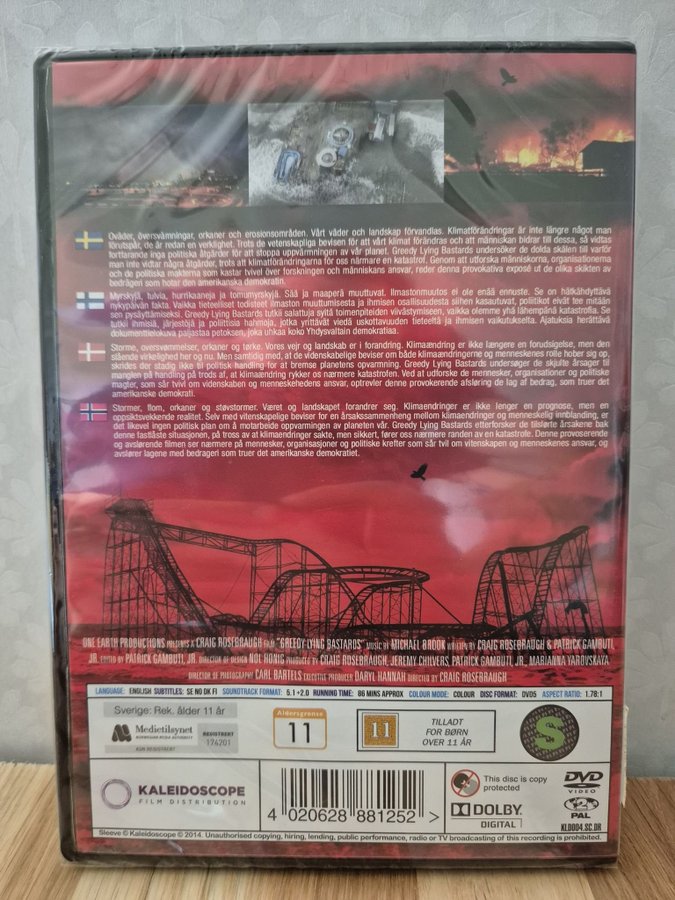 Oväder, översvämningar, orkaner och erosionsområden. Vårt väder och landskap förvandlas. Klimatförändringar är inte längre något man
förutspår, de är redan en verklighet. Trots de vetenskapliga bevisen för att vårt klimat förändras och att människan bidrar till dessa, så vidtas
fortfarande inga politiska åtgärder för att stoppa uppvärmningen av vår planet. Greedy Lying Bastards undersöker de dolda skälen till varför
man inte vidtar några åtgärder, trots att klimatförändringarna för oss närmare en katastrof. Genom att utforska människorna, organisationerna
och de politiska makterna som kastar tvivel över forskningen och människans ansvar, reder denna provokativa exposé ut de olika skikten av
bedrägeri som hotar den amerikanska demokratin.
Myrskyjä, tulvia, hurrikaaneja ja tomumyrskyjä. Sää ja maaperä muuttuvat. Ilmastonmuutos ei ole enää ennuste. Se on hätkähdyttävä
nykypäivän fakta. Vaikka tieteelliset todisteet ilmaston muuttumisesta ja ihmisen osallisuudesta siihen kasautuvat, poliitikot eivät tee mitään
sen pysäyttämiseksi. Greedy Lying Bastards tutkii salattuja syitä toimenpiteiden viivästymiseen, vaikka olemme yhä lähempänä katastrofia. Se
tutkii ihmisiä, järjestöjä ja poliittisia hahmoja, jotka yrittävät viedä uskottavuuden tieteeltä ja ihmisen vaikutukselta. Ajatuksia herättävä
dokumenttielokuva paljastaa petoksen, joka uhkaa koko Yhdysvaltain demokratiaa.
Storme, oversvømmelser, orkaner og tørke. Vores vejr og landskab er i forandring. Klimaændring er ikke længere en forudsigelse, men den
slående virkelighed her og nu. Men samtidig med, at de videnskabelige beviser om både klimaændringerne og menneskenes rolle hober sig op,
skrides der stadig ikke til politisk handling for at bremse planetens opvarmning. Greedy Lying Bastards undersøger de skjulte årsager til
manglen på handling på trods af, at klimaændring rykker os nærmere katastrofen. Ved at udforske de mennesker, organisationer og politiske
magter, som sår tvivl om videnskaben og menneskehedens ansvar, optrevler denne provokerende afsløring de lag af bedrag, som truer det
amerikanske demokrati.
Stormer, flom, orkaner og støvstormer. Været og landskapet forandrer seg. Klimaendringer er ikke lenger en prognose, men en
oppsiktsvekkende realitet. Selv med vitenskapelige beviser for en årsakssammenheng mellom klimaendringer og menneskelig innblanding, er
det likevel ingen politisk plan om å motarbeide oppvarmingen av planeten vår. Greedy Lying Bastards etterforsker de tilslørte årsakene bak
denne fastlåste situasjonen, på tross av at klimaendringer sakte, men sikkert, fører oss nærmere randen av en katastrofe. Denne provoserende
og avslørende filmen ser nærmere på mennesker, organisasjoner og politiske krefter som sår tvil om vitenskapen og menneskenes ansvar, og
avslører lagene med bedrageri som truer det amerikanske demokratiet.
ONE EARTH PRODUCTIONS PRESENTS A CRAIG ROSEBRAUGH FILM "GREEDY LYING BASTARDS" MUSIC BY MICHAEL BROOK WRITTEN BY CRAIG ROSEBRAUGH & PATRICK GAMBUTI,
JR. EDITED BY PATRICK GAMBUTI, JR. DIRECTOR OF DESIGN NOL HONIG PRODUCED BY CRAIG ROSEBRAUGH, JEREMY CHILVERS, PATRICK GAMBUTI, JR., MARIANNA YAROVSKAYA
DIRECTOR OF PHOTOGRAPHY CARL BARTELS EXECUTIVE PRODUCER DARYL HANNAH DIRECTED BY CRAIG ROSEBRAUGH
LANGUAGE: ENGLISH SUBTITLES: SE NO DK FI SOUNDTRACK FORMAT: 5.1+2.0 RUNNING TIME: 86 MINS APPROX COLOUR MODE: COLOUR DISC FORMAT: DVD5 ASPECT RATIO: 1.78:1
Sverige: Rek. ålder 11 år
Medietilsynet
NORWEGIAN MEDIA AUTHORITY
REGISTRERT
174201
ASN REGISTRERT
Aldersgrense
11
11
TILLADT
FOR BØRN
OVER 11 ÅR
S
KALEIDOSCOPE
FILM DISTRIBUTION
4 020628 881252 >
This disc is copy
protected
DOLBY
DIGITAL
DVD
VIDEO
2
PAL
KLD004.SC.DR
Sleeve © Kaleidoscope © 2014. Unauthorised copying, hiring, lending, public performance, radio or TV broadcasting of this recording is prohibited.